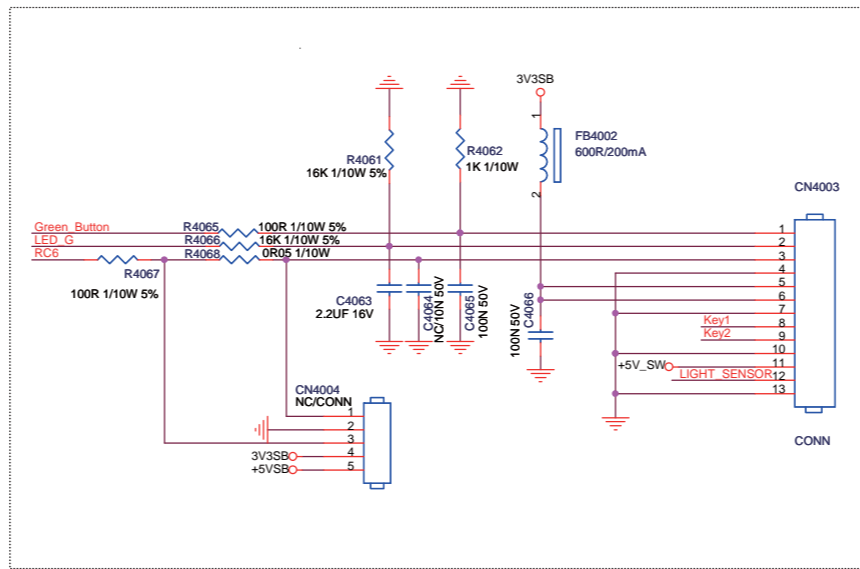 3V3SB
1
FB4002
600R/200mA
2
R4061
16K 1/10W 5%
R4062
1K 1/10W
CN4003
Green_Button
R4065
100R 1/10W 5%
1
LED_G
R4066
16K 1/10W 5%
2
RC6
R4068
0R05 1/10W
3
R4067
100R 1/10W 5%
4
5
6
7
C4063
2.2UF 16V
C4064
NC/10N 50V
C4065
100N 50V
C4066
100N 50V
Key1
8
Key2
9
10
+5V_SW
11
LIGHT_SENSOR
12
13
CONN
CN4004
NC/CONN
1
2
3
3V3SB
4
+5VSB
5